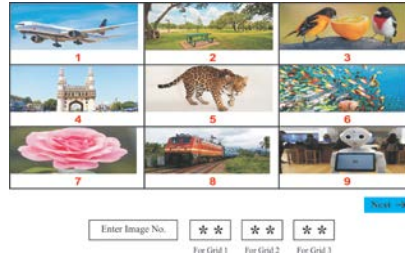 1 2 3
4 5 6
7 8 9
Next →
Enter Image No. ** ** **
For Grid 1 For Grid 2 For Grid 3